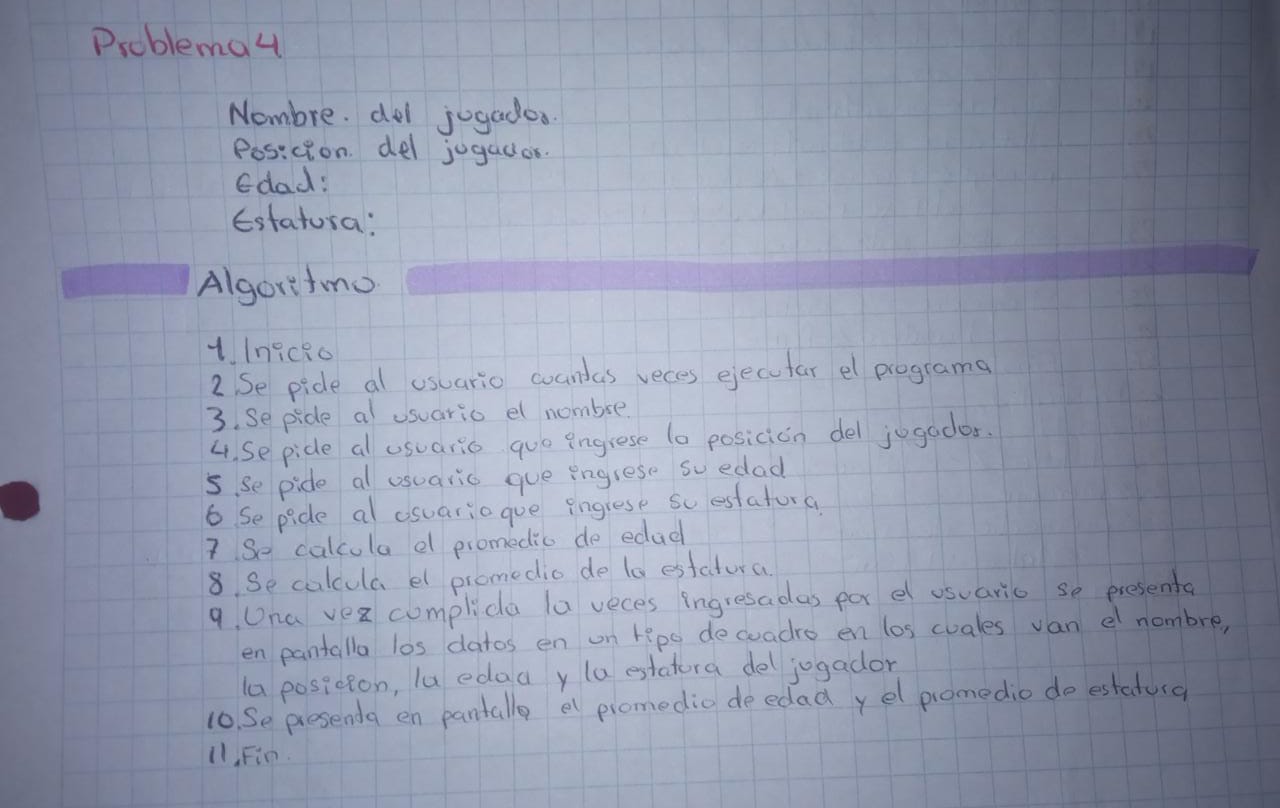 Problema 4
Nombre. del jugador.
Posicion. del jugador.
Edad:
Estatura:
Algoritmo.
1. Inicio
2 Se pide al usuario cuantas veces ejecutar el programa
3. Se pide al usuario el nombre.
4. Se pide al usuario que ingrese la posición del jugador.
5. Se pide al usuario que ingrese su edad
6 Se pide al usuario que ingrese su estatura.
7 Se calcula el promedio de edad
8. Se calcula el promedio de la estatura.
9. Una vez cumplida la veces ingresadas por el usuario se presenta
en pantalla los datos en un tipo de cuadro en los cuales van el nombre,
la posicion, la edad y la estatura del jugador
10. Se presenta en pantalla el promedio de edad y el promedio de estatura
11. Fin.